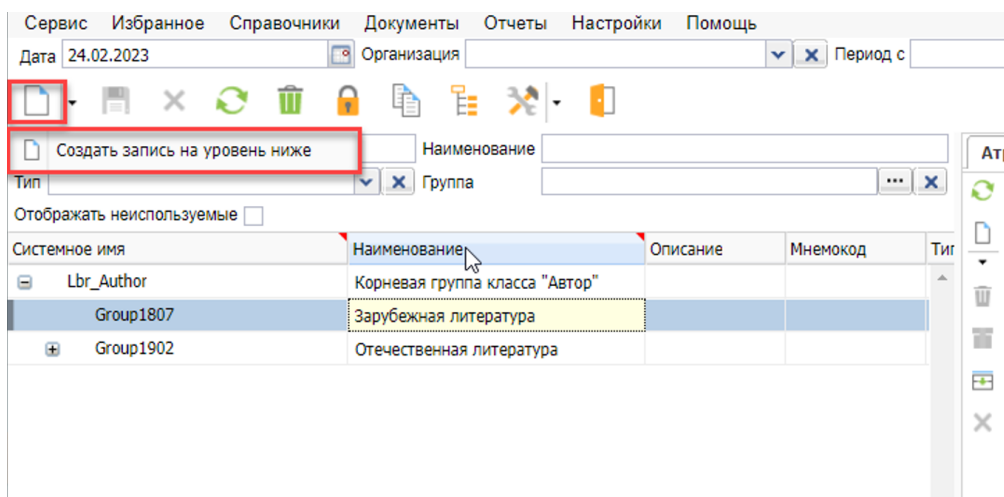 Сервис Избранное Справочники Документы Отчеты Настройки Помощь
Дата 24.02.2023 Организация Период с
Создать запись на уровень ниже Наименование
Тип Группа
Отображать неиспользуемые
Системное имя Наименование Описание Мнемокод
Lbr_Author Корневая группа класса "Автор"
Group1807 Зарубежная литература
Group1902 Отечественная литература